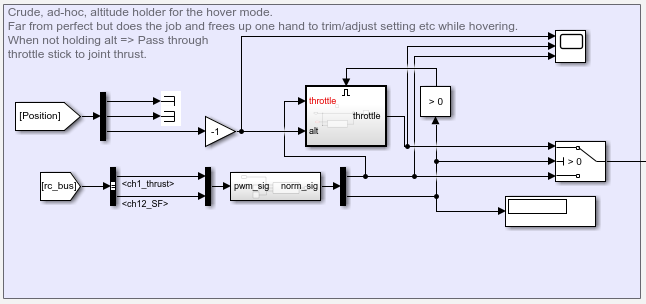 Crude, ad-hoc, altitude holder for the hover mode.
Far from perfect but does the job and frees up one hand to trim/adjust setting etc while hovering.
When not holding alt => Pass through
throttle stick to joint thrust.
[Position]
-1
throttle
alt
throttle
> 0
> 0
[rc_bus]
<ch1_thrust>
<ch12_SF>
pwm_sig
norm_sig